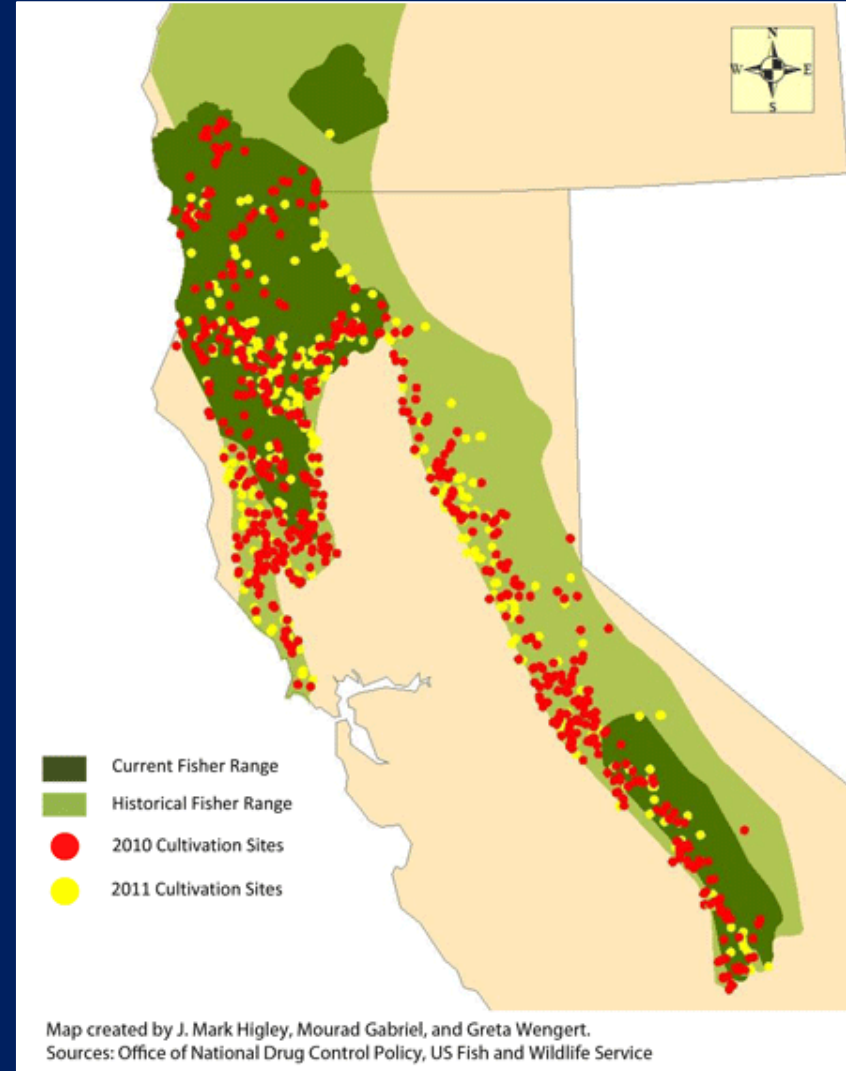 N
W E
S
Current Fisher Range
Historical Fisher Range
2010 Cultivation Sites
2011 Cultivation Sites
Map created by J. Mark Higley, Mourad Gabriel, and Greta Wengert.
Sources: Office of National Drug Control Policy, US Fish and Wildlife Service